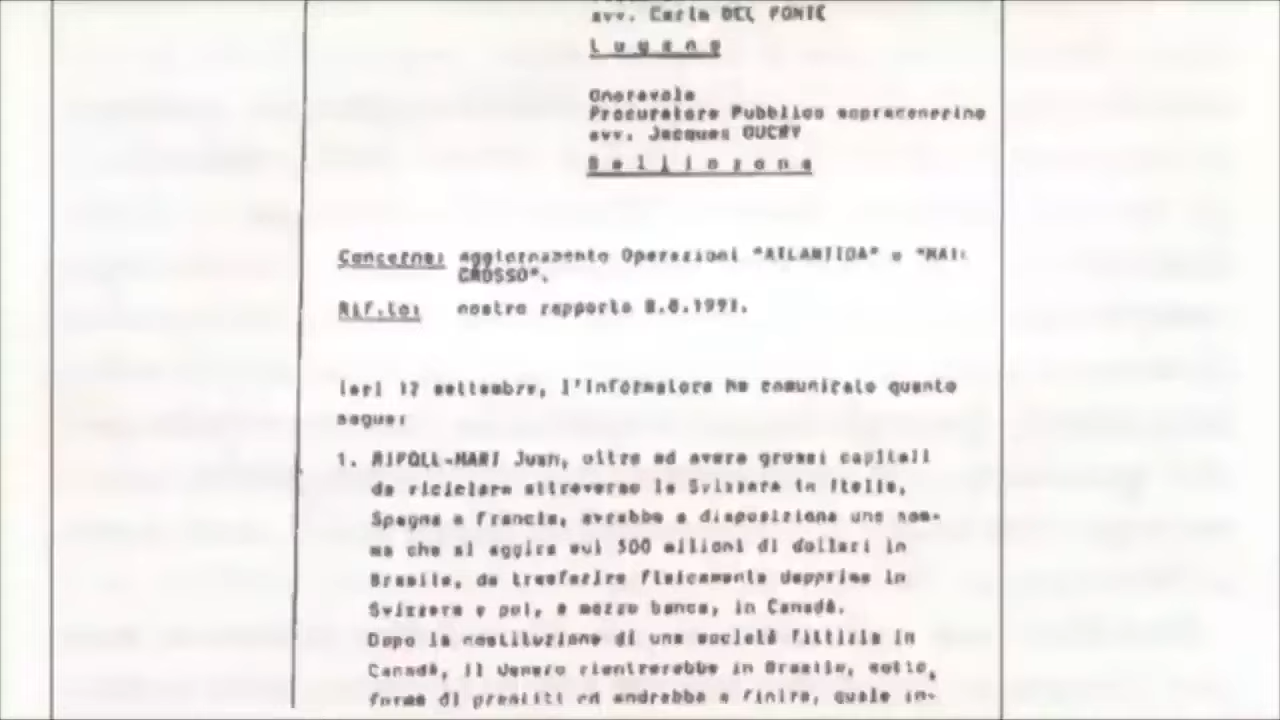 avv. Carla DEL PONTE
L u g a n o
Onorevole
Procuratore Pubblico sopracenerino
avv. Jacques DUCRY
B e l l i n z o n a
Concerne: aggiornamento Operazioni "ATLANTIDA" e "MATO
GROSSO".
Rif.to: nostro rapporto 8.8.1991.
Ieri 12 settembre, l'informatore ha comunicato quanto
segue:
1. RIPOLL-MARI Juan, oltre ad avere grossi capitali
da riciclare attraverso la Svizzera in Italia,
Spagna e Francia, avrebbe a disposizione una som-
ma che si aggira sui 500 milioni di dollari in
Brasile, da trasferire fisicamente dapprima in
Svizzera e poi, a mezzo banca, in Canadà.
Dopo la costituzione di una società fittizia in
Canadà, il denaro rientrerebbe in Brasile, sotto
forma di prestiti ed andrebbe a finire, quale in-